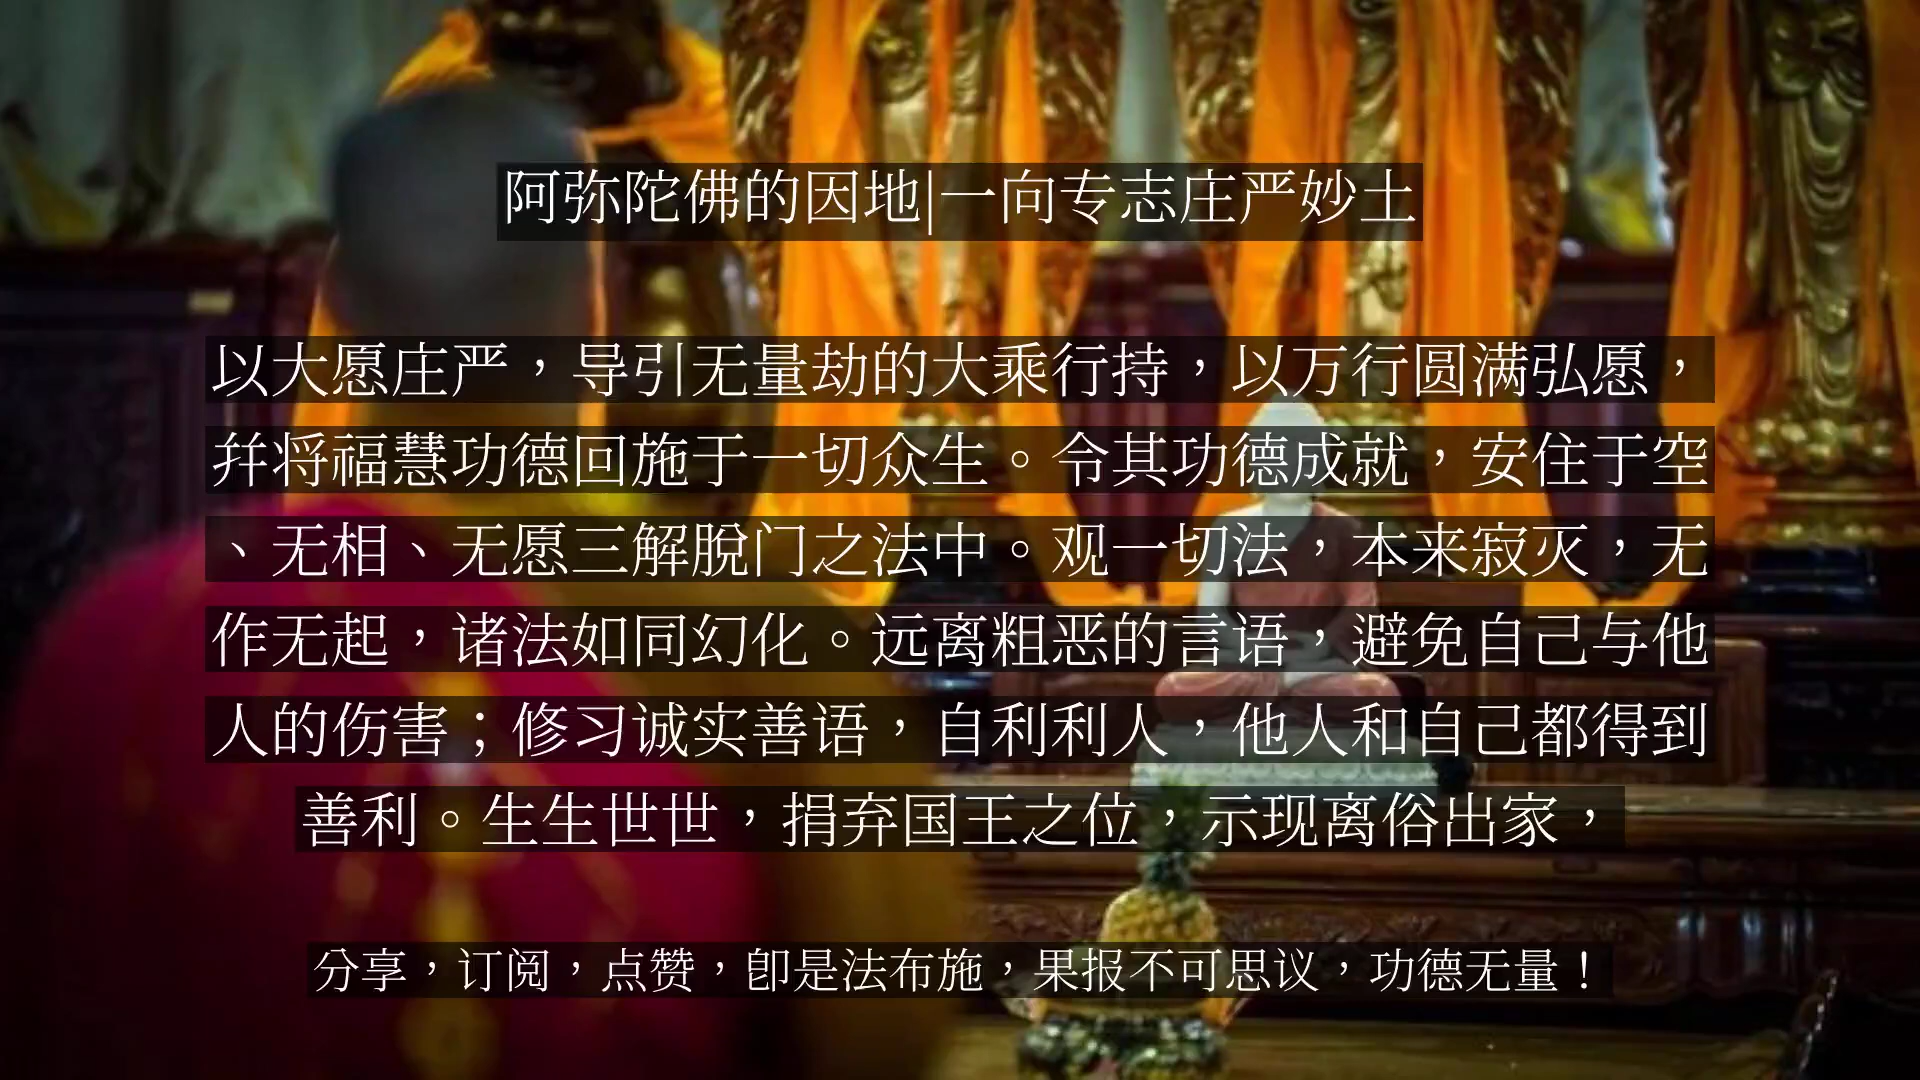 阿弥陀佛的因地|一向专志庄严妙土
以大愿庄严，导引无量劫的大乘行持，以万行圆满弘愿，
幷将福慧功德回施于一切众生。令其功德成就，安住于空
、无相、无愿三解脫门之法中。观一切法，本来寂灭，无
作无起，诸法如同幻化。远离粗恶的言语，避免自己与他
人的伤害；修习诚实善语，自利利人，他人和自己都得到
善利。生生世世，捐弃国王之位，示现离俗出家，
分享，订阅，点赞，卽是法布施，果报不可思议，功德无量！